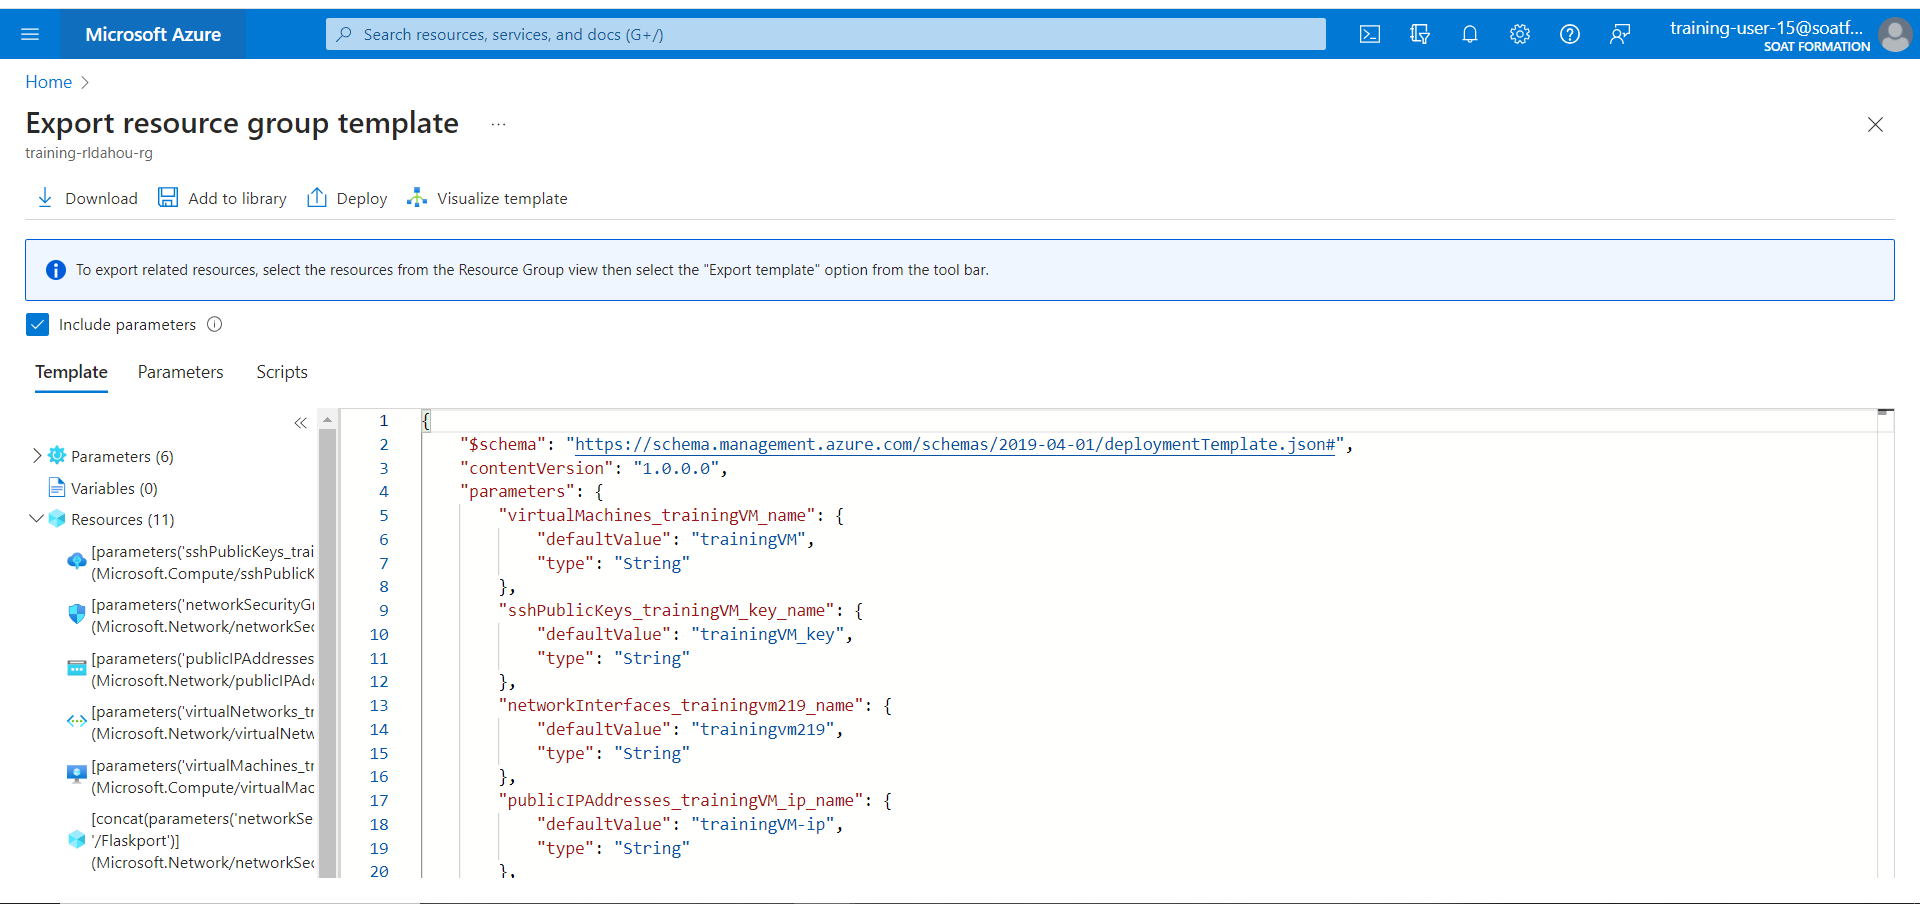 Microsoft Azure
Search resources, services, and docs (G+/)
training-user-15@soatf...
SOAT FORMATION
Home
Export resource group template ...
training-rldahou-rg
Download
Add to library
Deploy
Visualize template
To export related resources, select the resources from the Resource Group view then select the "Export template" option from the tool bar.
Include parameters
Template
Parameters
Scripts
Parameters (6)
Variables (0)
Resources (11)
[parameters('sshPublicKeys_trai
(Microsoft.Compute/sshPublicK
[parameters('networkSecurityGr
(Microsoft.Network/networkSec
[parameters('publicIPAddresses
(Microsoft.Network/publicIPAdd
[parameters('virtualNetworks_tr
(Microsoft.Network/virtualNetw
[parameters('virtualMachines_tr
(Microsoft.Compute/virtualMac
[concat(parameters('networkSe
'/Flaskport')]
(Microsoft.Network/networkSec
1 {
2 "$schema": "https://schema.management.azure.com/schemas/2019-04-01/deploymentTemplate.json#",
3 "contentVersion": "1.0.0.0",
4 "parameters": {
5 "virtualMachines_trainingVM_name": {
6 "defaultValue": "trainingVM",
7 "type": "String"
8 },
9 "sshPublicKeys_trainingVM_key_name": {
10 "defaultValue": "trainingVM_key",
11 "type": "String"
12 },
13 "networkInterfaces_trainingvm219_name": {
14 "defaultValue": "trainingvm219",
15 "type": "String"
16 },
17 "publicIPAddresses_trainingVM_ip_name": {
18 "defaultValue": "trainingVM-ip",
19 "type": "String"
20 },